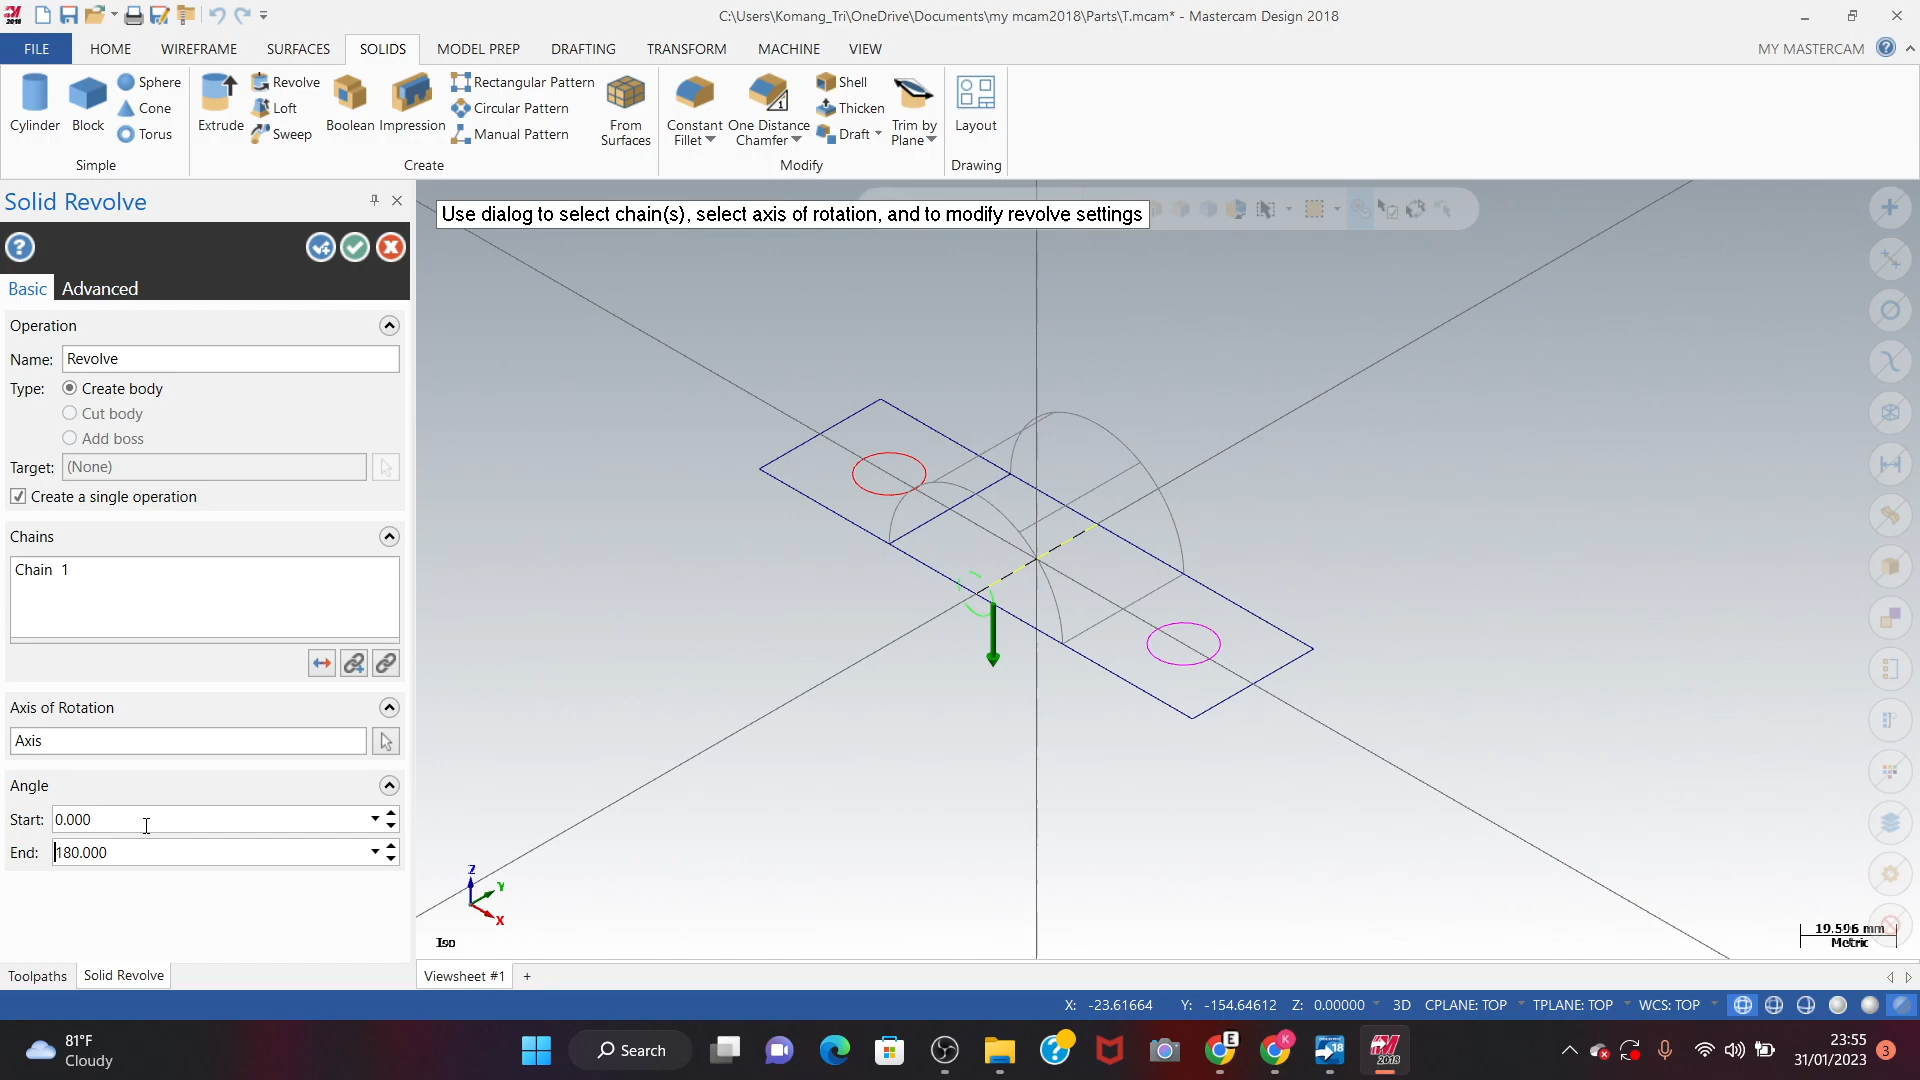 2018
C:\Users\Komang_Tri\OneDrive\Documents\my mcam2018\Parts\T.mcam* - Mastercam Design 2018
FILE HOME WIREFRAME SURFACES SOLIDS MODEL PREP DRAFTING TRANSFORM MACHINE VIEW MY MASTERCAM ?
Sphere Revolve Rectangular Pattern Shell
Cone Loft Circular Pattern Thicken
Cylinder Block Torus Extrude Sweep Boolean Impression Manual Pattern From Surfaces Constant Fillet One Distance Chamfer Draft Trim by Plane Layout
Simple Create Modify Drawing
Solid Revolve
Use dialog to select chain(s), select axis of rotation, and to modify revolve settings
?
Basic Advanced
Operation
Name: Revolve
Type: Create body
Cut body
Add boss
Target: (None)
Create a single operation
Chains
Chain 1
Axis of Rotation
Axis
Angle
Start: 0.000
End: 180.000
Z
Y
X
Iso
19.596 mm
Metric
Toolpaths Solid Revolve Viewsheet #1 +
X: -23.61664 Y: -154.64612 Z: 0.00000 3D CPLANE: TOP TPLANE: TOP WCS: TOP
81°F
Cloudy
Search
E
K
18
2018
23:55
31/01/2023
3